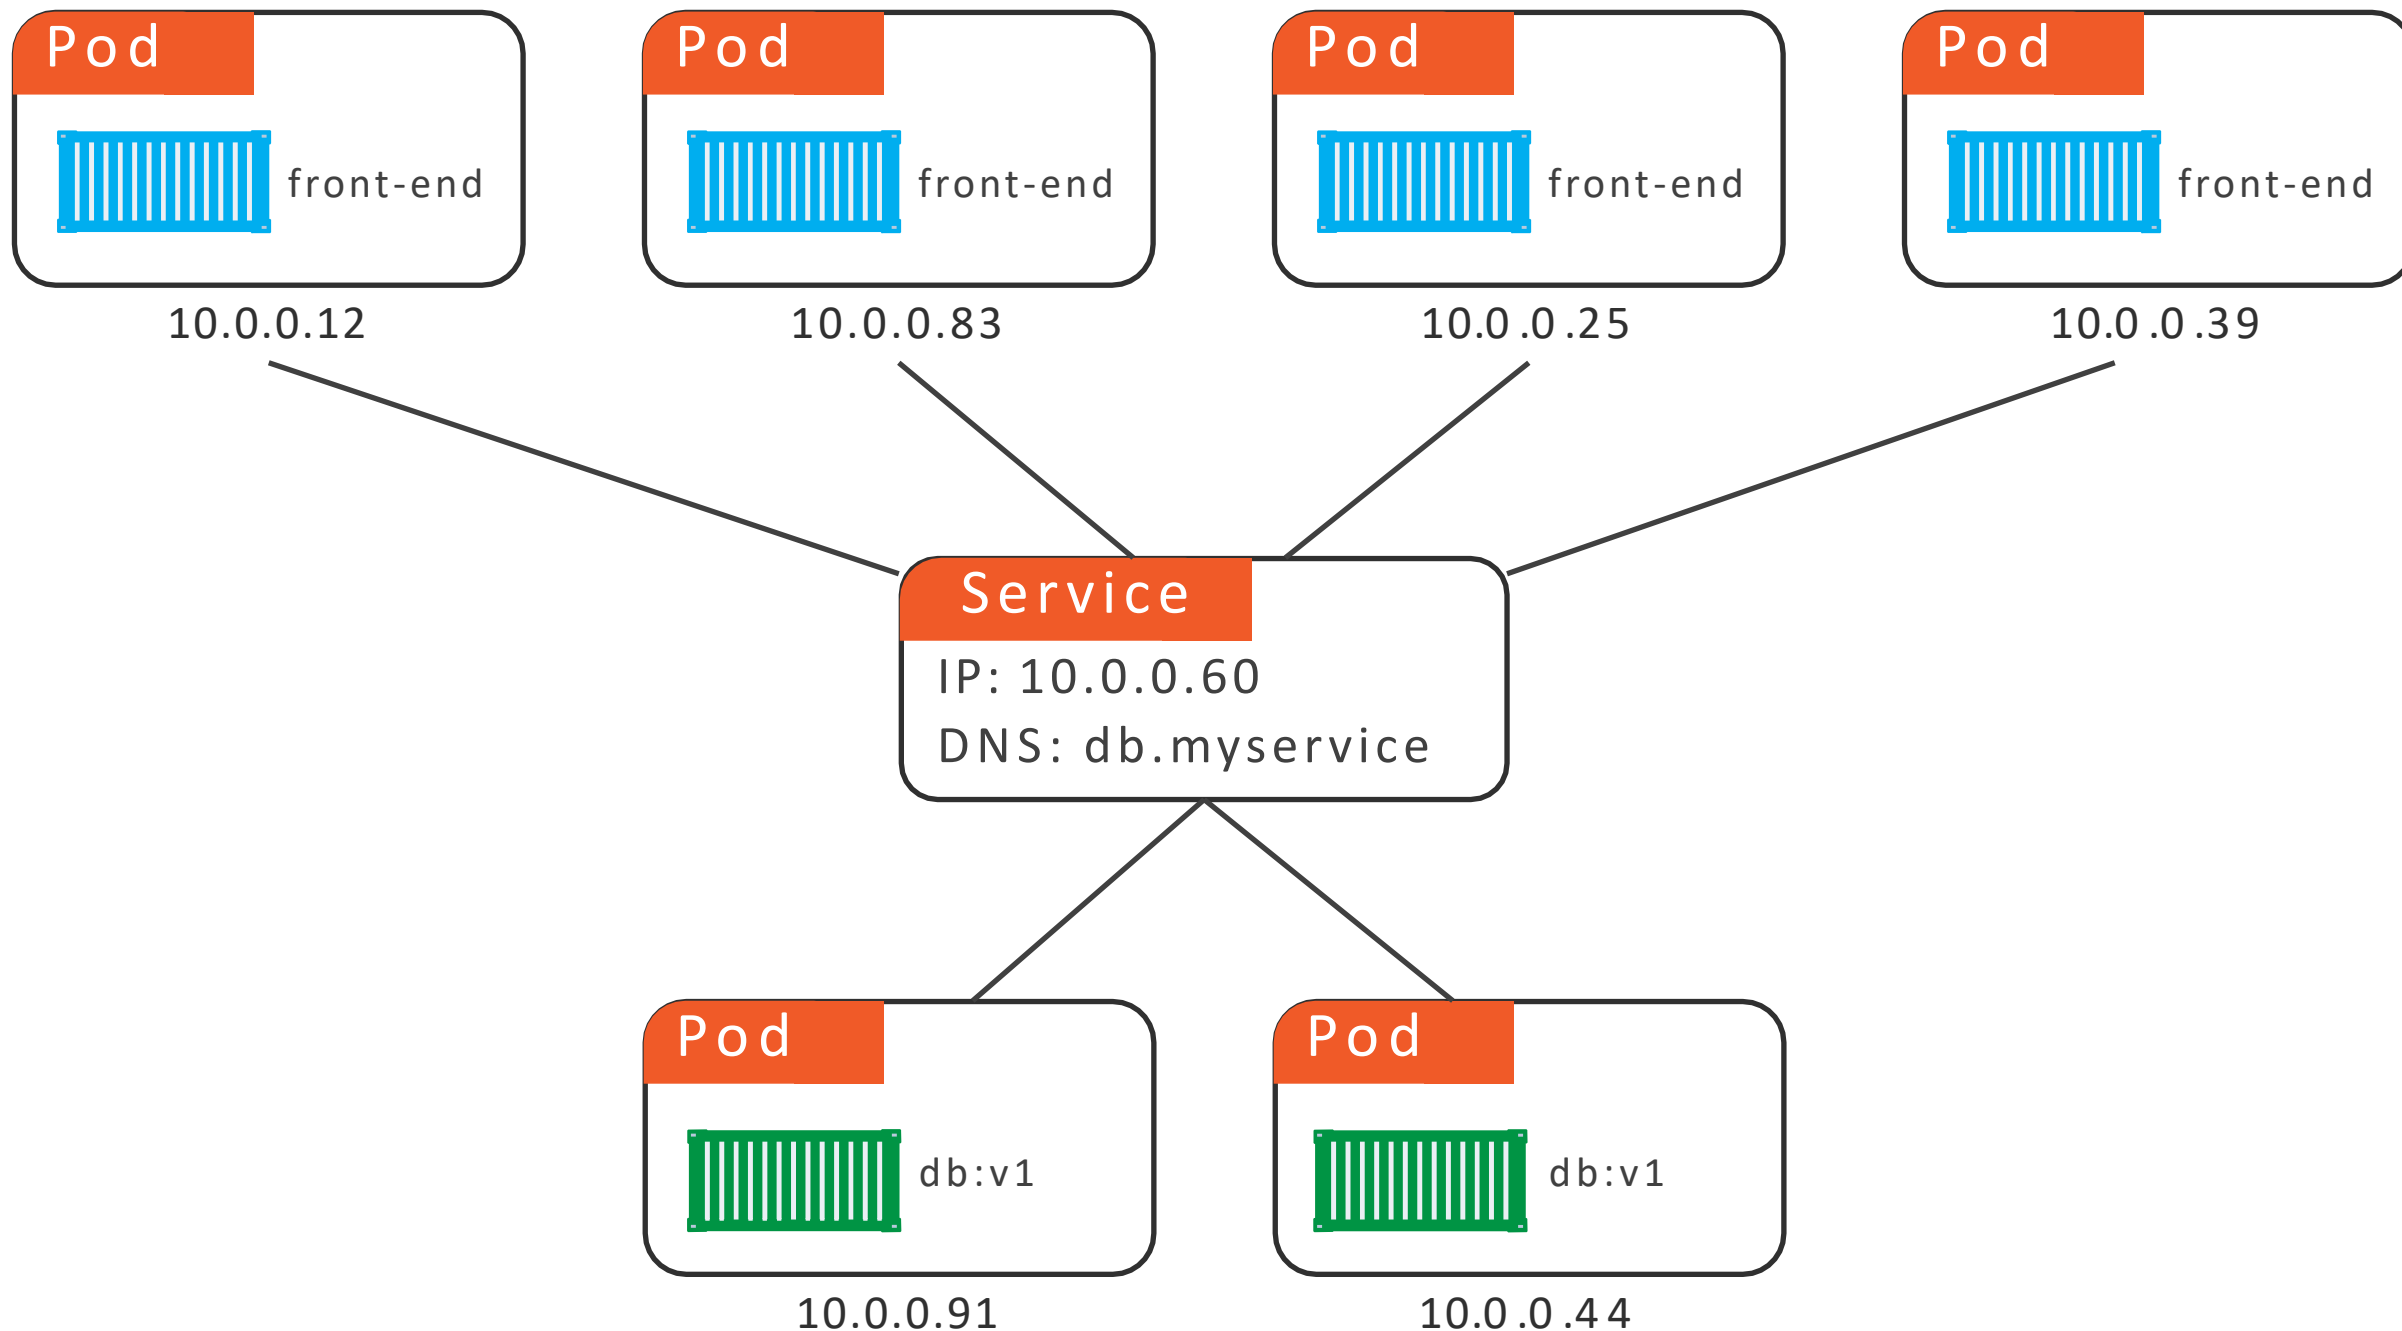 Pod
Pod
Pod
Pod
front-end
front-end
front-end
front-end
10.0.0.12
10.0.0.83
10.0.0.25
10.0.0.39
Service
IP: 10.0.0.60
DNS: db.myservice
Pod
Pod
db:v1
db:v1
10.0.0.91
10.0.0.44